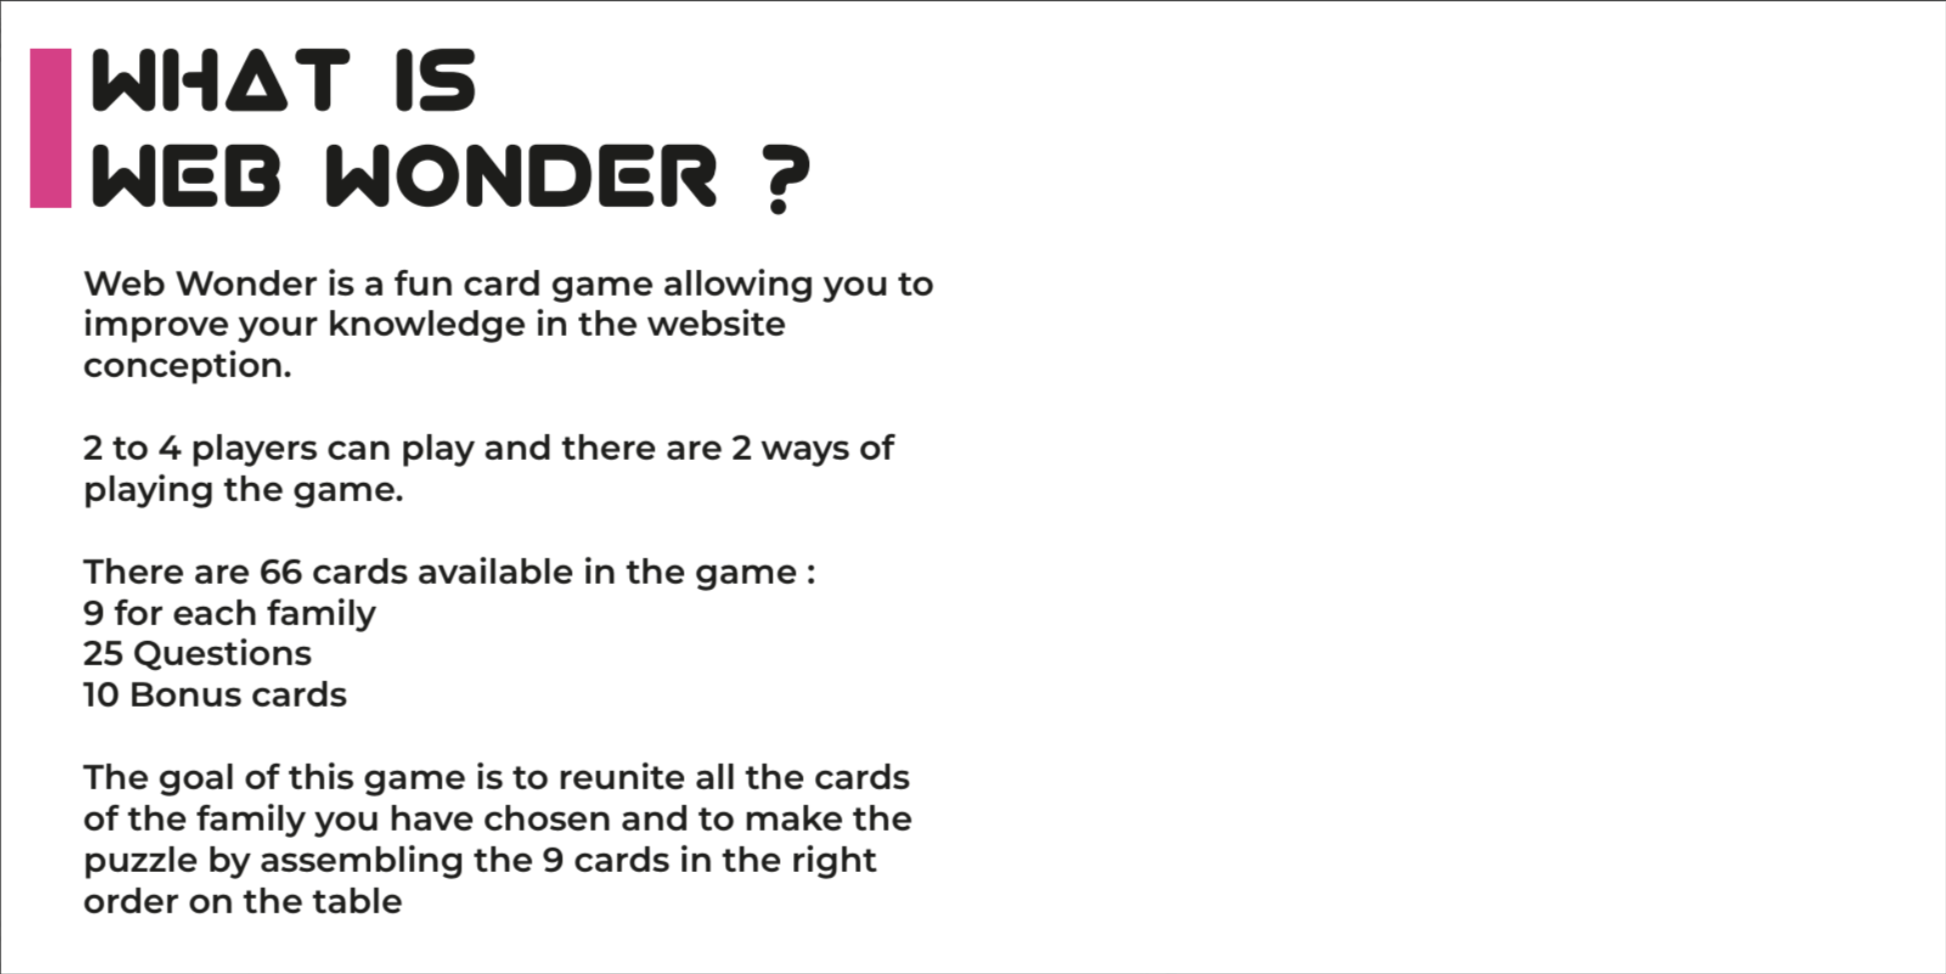 WHAT IS
WEB WONDER ?
Web Wonder is a fun card game allowing you to
improve your knowledge in the website
conception.
2 to 4 players can play and there are 2 ways of
playing the game.
There are 66 cards available in the game :
9 for each family
25 Questions
10 Bonus cards
The goal of this game is to reunite all the cards
of the family you have chosen and to make the
puzzle by assembling the 9 cards in the right
order on the table